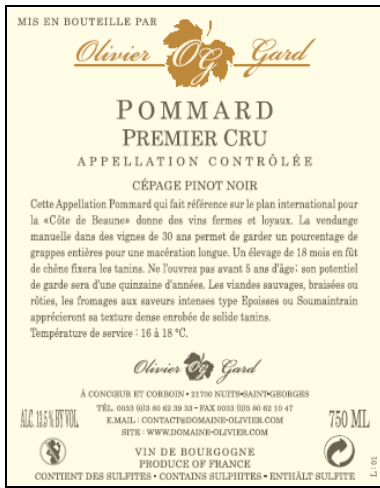 MIS EN BOUTEILLE PAR
Olivier OG Gard
POMMARD
PREMIER CRU
APPELLATION CONTRÔLÉE
CÉPAGE PINOT NOIR
Cette Appellation Pommard qui fait référence sur le plan international pour
la «Côte de Beaune» donne des vins fermes et loyaux. La vendange
manuelle dans des vignes de 30 ans permet de garder un pourcentage de
grappes entières pour une macération longue. Un élevage de 18 mois en fût
de chêne fixera les tanins. Ne l'ouvrez pas avant 5 ans d'âge; son potentiel
de garde sera d'une quinzaine d'années. Les viandes sauvages, braisées ou
rôties, les fromages aux saveurs intenses type Epoisses ou Soumaintrain
apprécieront sa texture dense enrobée de solide tanins.
Température de service : 16 à 18 °C.
Olivier OG Gard
À CONCŒUR ET CORBOIN • 21700 NUITS-SAINT-GEORGES
TÉL. 0033 (0)3 80 62 39 33 - FAX 0033 (0)3 80 62 10 47
E.MAIL : CONTACT@DOMAINE-OLIVIER.COM
SITE : WWW.DOMAINE-OLIVIER.COM
ALC. 13.5 % BY VOL.
750 ML
VIN DE BOURGOGNE
PRODUCE OF FRANCE
CONTIENT DES SULFITES • CONTAINS SULPHITES • ENTHÄLT SULFITE